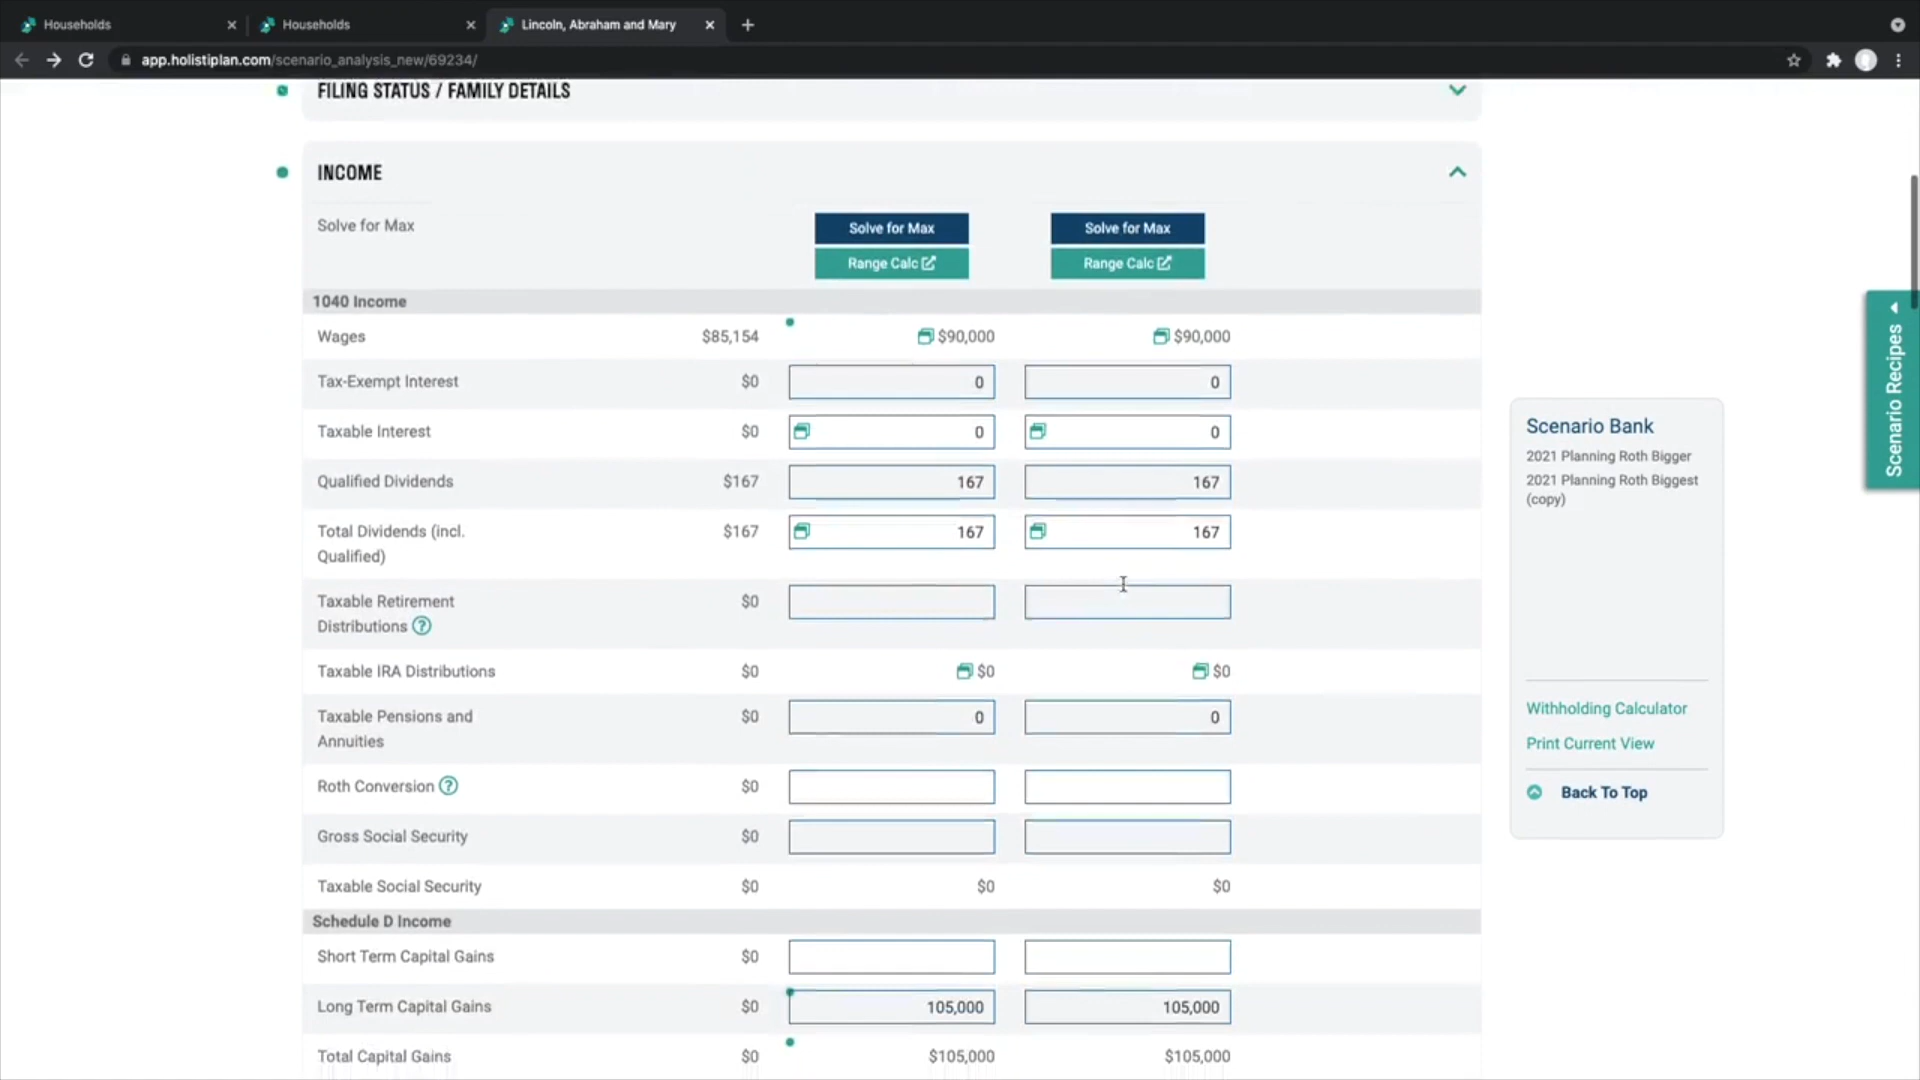 Households
Households
Lincoln, Abraham and Mary
app.holistiplan.com/scenario_analysis_new/69234/
FILING STATUS / FAMILY DETAILS
INCOME
Solve for Max
Solve for Max
Solve for Max
Range Calc
Range Calc
1040 Income
Wages $85,154 $90,000 $90,000
Tax-Exempt Interest $0 0 0
Taxable Interest $0 0 0
Qualified Dividends $167 167 167
Total Dividends (incl. $167 167 167
Qualified)
Taxable Retirement $0
Distributions ?
Taxable IRA Distributions $0 $0 $0
Taxable Pensions and $0 0 0
Annuities
Roth Conversion ? $0
Gross Social Security $0
Taxable Social Security $0 $0 $0
Schedule D Income
Short Term Capital Gains $0
Long Term Capital Gains $0 105,000 105,000
Total Capital Gains $0 $105,000 $105,000
Scenario Recipes
Scenario Bank
2021 Planning Roth Bigger
2021 Planning Roth Biggest
(copy)
Withholding Calculator
Print Current View
Back To Top